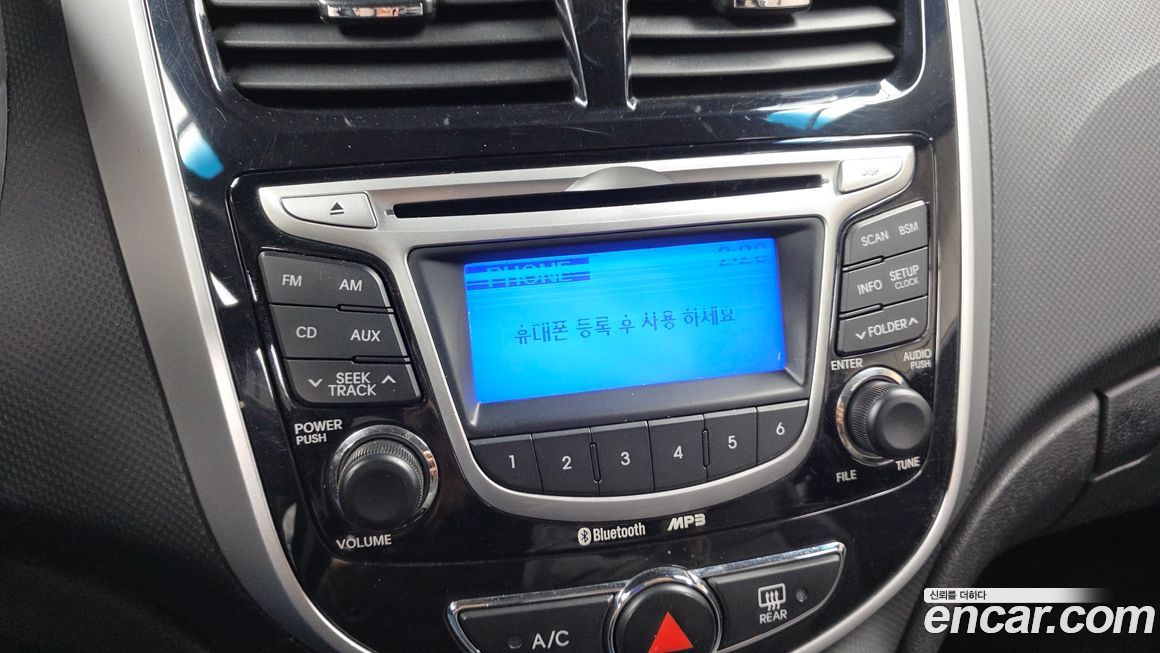 DISP
SCAN BSM
FM AM
PHONE
INFO SETUP
CLOCK
휴대폰 등록 후 사용 하세요
CD AUX
FOLDER
SEEK
TRACK
ENTER
AUDIO
PUSH
POWER
PUSH
1 2 3 4 5 6
FILE
TUNE
VOLUME
Bluetooth
MP3
A/C
REAR
신뢰를 더하다
encar.com